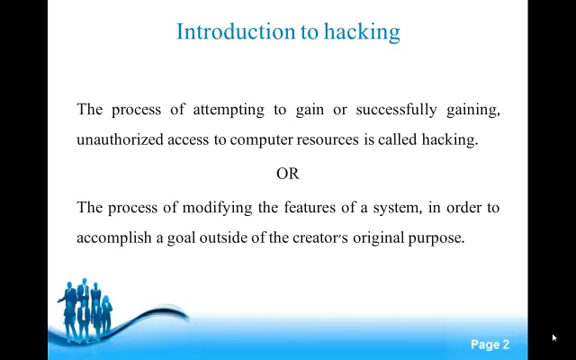 Introduction to hacking
The process of attempting to gain or successfully gaining,
unauthorized access to computer resources is called hacking.
OR
The process of modifying the features of a system, in order to
accomplish a goal outside of the creator's original purpose.
Page 2